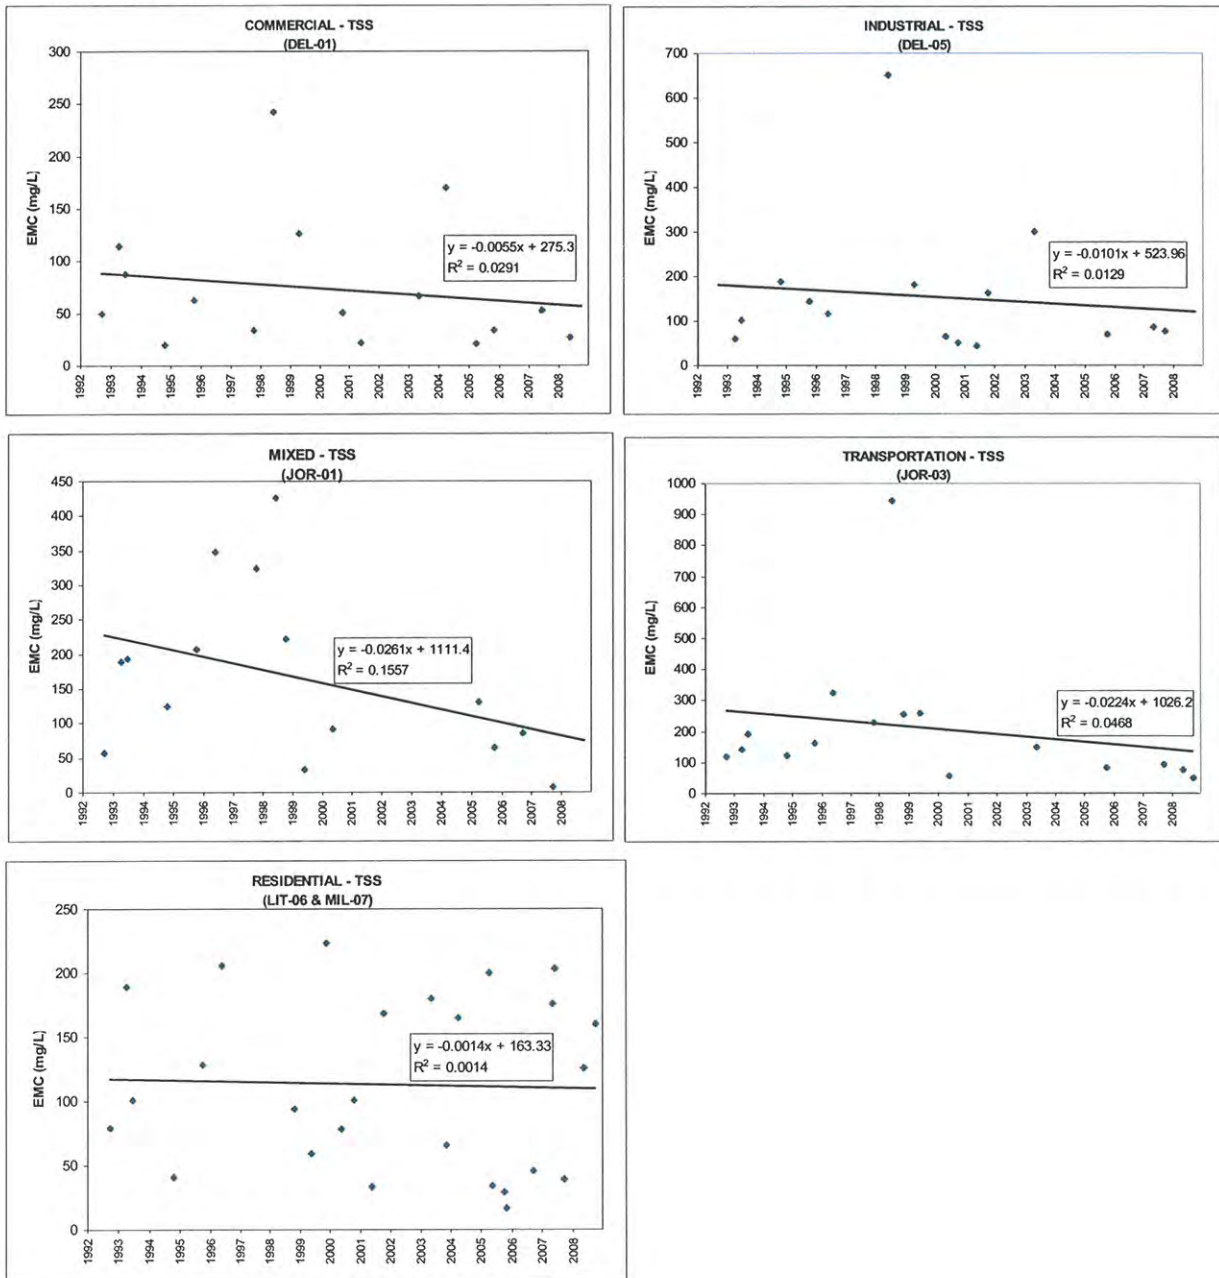 COMMERCIAL - TSS
(DEL-01)
EMC (mg/L)
300
250
200
150
100
50
0
y = -0.0055x + 275.3
R² = 0.0291
1992 1993 1994 1995 1996 1997 1998 1999 2000 2001 2002 2003 2004 2005 2006 2007 2008
INDUSTRIAL - TSS
(DEL-05)
EMC (mg/L)
700
600
500
400
300
200
100
0
y = -0.0101x + 523.96
R² = 0.0129
1992 1993 1994 1995 1996 1997 1998 1999 2000 2001 2002 2003 2004 2005 2006 2007 2008
MIXED - TSS
(JOR-01)
EMC (mg/L)
450
400
350
300
250
200
150
100
50
0
y = -0.0261x + 1111.4
R² = 0.1557
1992 1993 1994 1995 1996 1997 1998 1999 2000 2001 2002 2003 2004 2005 2006 2007 2008
TRANSPORTATION - TSS
(JOR-03)
EMC (mg/L)
1000
900
800
700
600
500
400
300
200
100
0
y = -0.0224x + 1026.2
R² = 0.0468
1992 1993 1994 1995 1996 1997 1998 1999 2000 2001 2002 2003 2004 2005 2006 2007 2008
RESIDENTIAL - TSS
(LIT-06 & MIL-07)
EMC (mg/L)
250
200
150
100
50
0
y = -0.0014x + 163.33
R² = 0.0014
1992 1993 1994 1995 1996 1997 1998 1999 2000 2001 2002 2003 2004 2005 2006 2007 2008